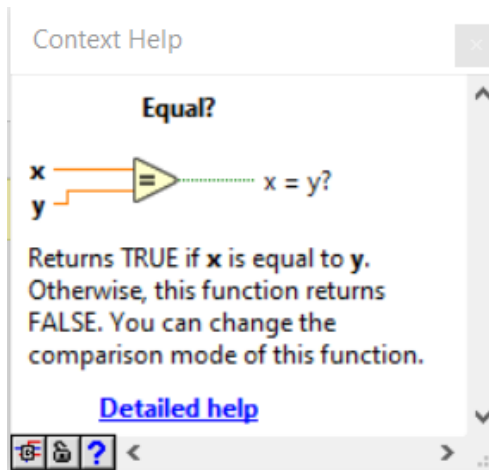 Context Help
Equal?
x
=
x = y?
y
Returns TRUE if x is equal to y.
Otherwise, this function returns
FALSE. You can change the
comparison mode of this function.
Detailed help
?